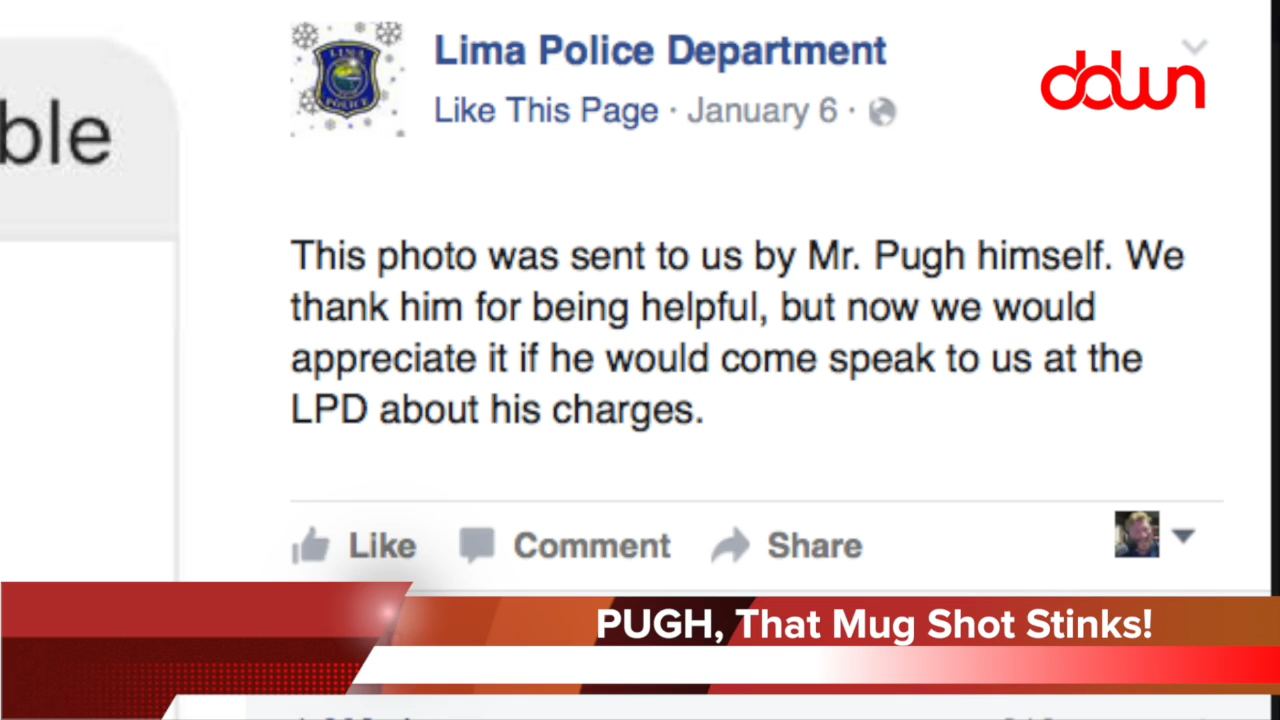 Lima Police Department
Like This Page · January 6 ·
ble
This photo was sent to us by Mr. Pugh himself. We
thank him for being helpful, but now we would
appreciate it if he would come speak to us at the
LPD about his charges.
Like Comment Share
PUGH, That Mug Shot Stinks!
LIMA
POLICE